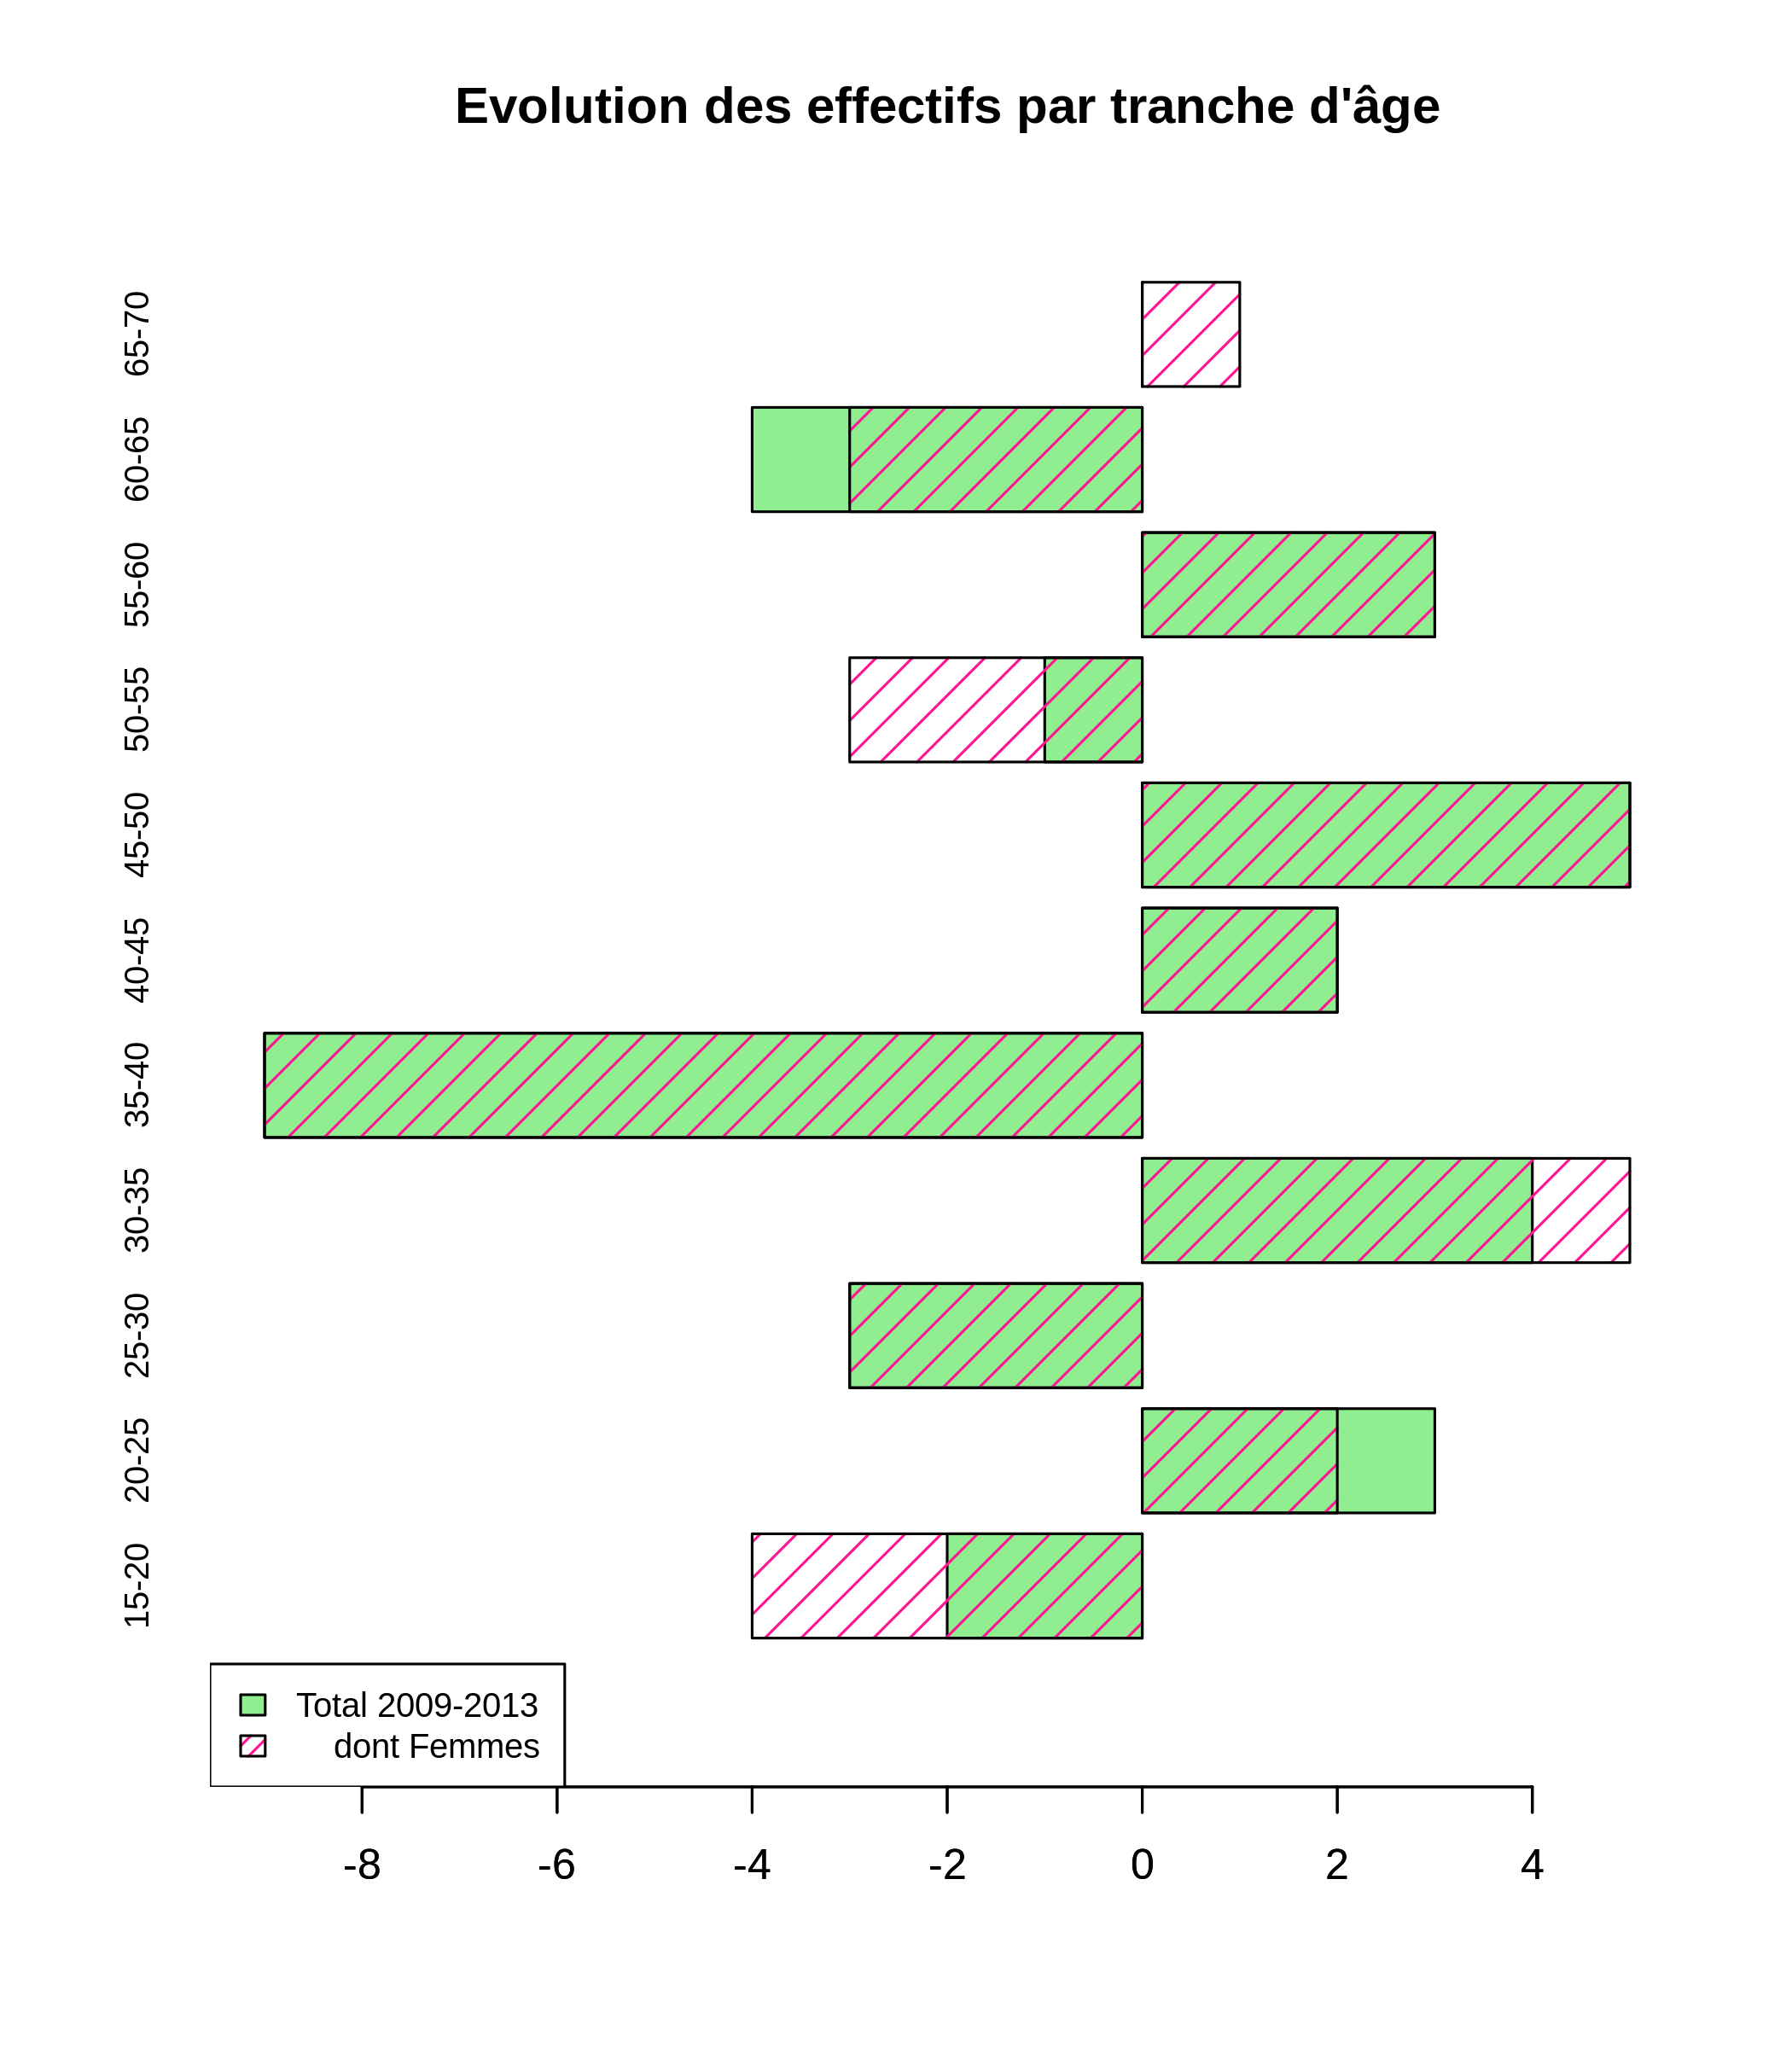 Evolution des effectifs par tranche d'âge
65-70
60-65
55-60
50-55
45-50
40-45
35-40
30-35
25-30
20-25
15-20
Total 2009-2013
dont Femmes
-8 -6 -4 -2 0 2 4